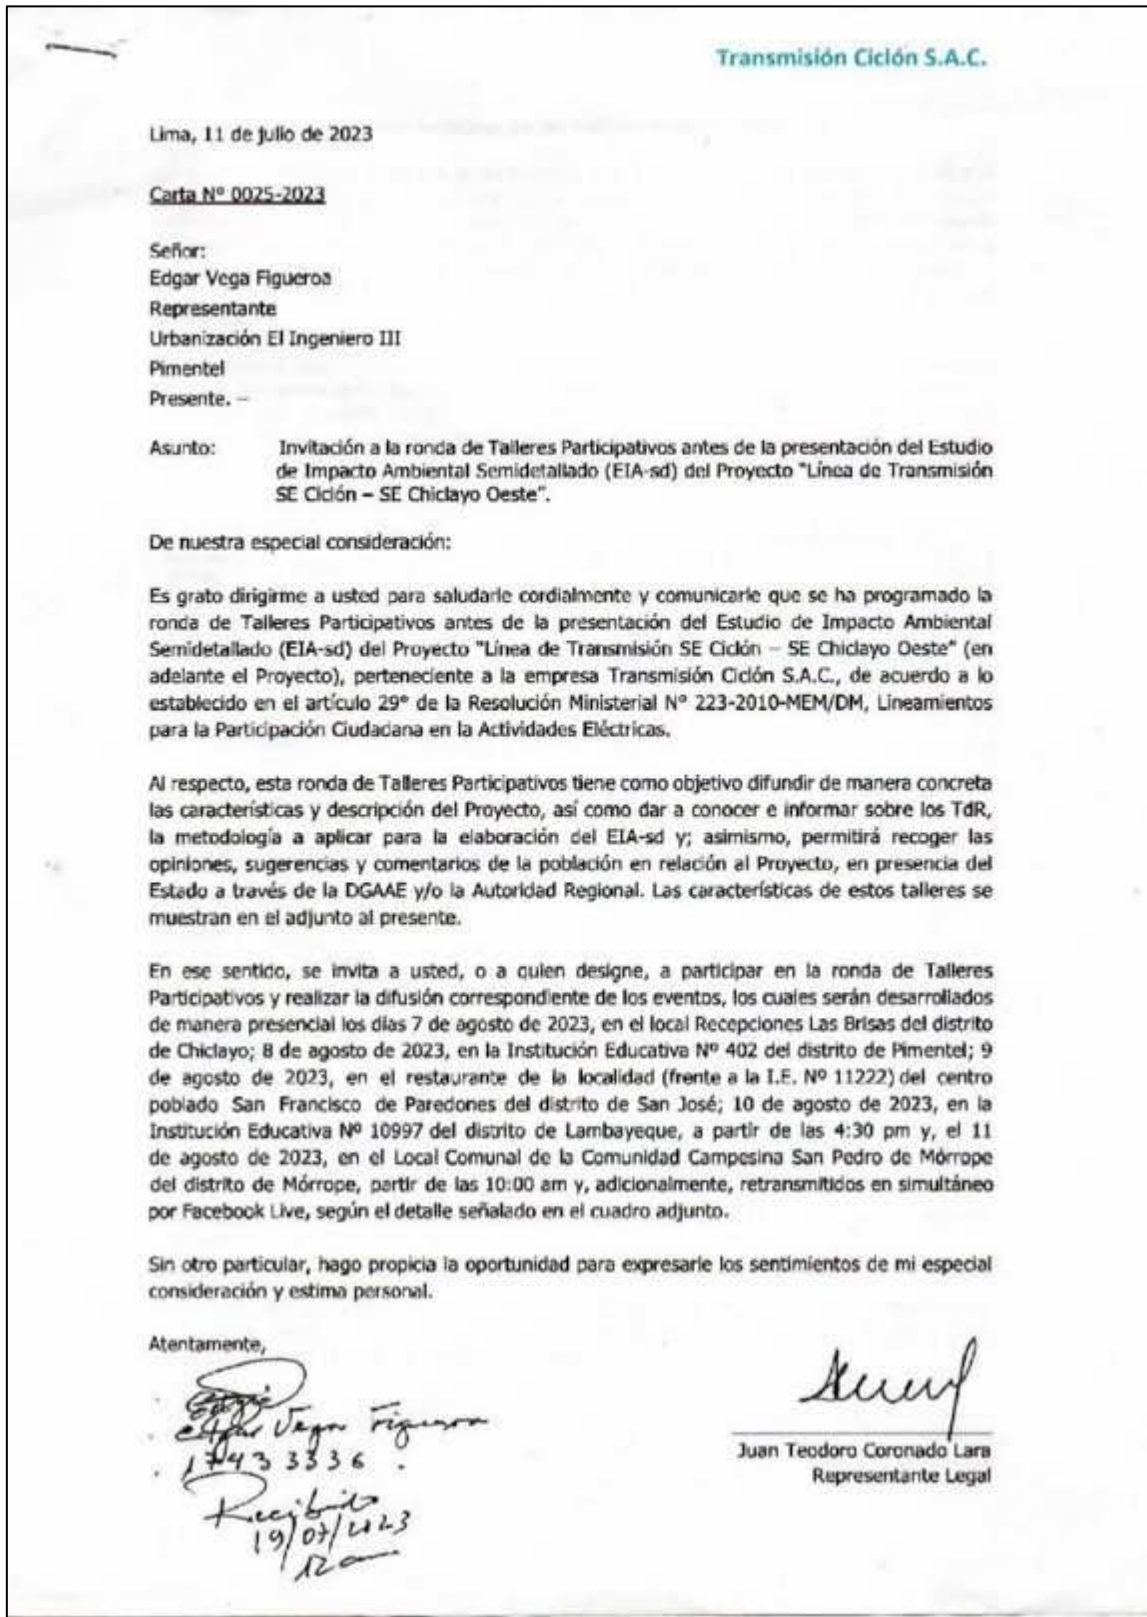 Transmisión Ciclón S.A.C.
Lima, 11 de julio de 2023
Carta Nº 0025-2023
Señor:
Edgar Vega Figueroa
Representante
Urbanización El Ingeniero III
Pimentel
Presente. –
Asunto: Invitación a la ronda de Talleres Participativos antes de la presentación del Estudio
de Impacto Ambiental Semidetallado (EIA-sd) del Proyecto "Línea de Transmisión
SE Ciclón – SE Chiclayo Oeste".
De nuestra especial consideración:
Es grato dirigirme a usted para saludarle cordialmente y comunicarle que se ha programado la
ronda de Talleres Participativos antes de la presentación del Estudio de Impacto Ambiental
Semidetallado (EIA-sd) del Proyecto "Línea de Transmisión SE Ciclón – SE Chiclayo Oeste" (en
adelante el Proyecto), perteneciente a la empresa Transmisión Ciclón S.A.C., de acuerdo a lo
establecido en el artículo 29° de la Resolución Ministerial Nº 223-2010-MEM/DM, Lineamientos
para la Participación Ciudadana en la Actividades Eléctricas.
Al respecto, esta ronda de Talleres Participativos tiene como objetivo difundir de manera concreta
las características y descripción del Proyecto, así como dar a conocer e informar sobre los TdR,
la metodología a aplicar para la elaboración del EIA-sd y; asimismo, permitirá recoger las
opiniones, sugerencias y comentarios de la población en relación al Proyecto, en presencia del
Estado a través de la DGAAE y/o la Autoridad Regional. Las características de estos talleres se
muestran en el adjunto al presente.
En ese sentido, se invita a usted, o a quien designe, a participar en la ronda de Talleres
Participativos y realizar la difusión correspondiente de los eventos, los cuales serán desarrollados
de manera presencial los días 7 de agosto de 2023, en el local Recepciones Las Brisas del distrito
de Chiclayo; 8 de agosto de 2023, en la Institución Educativa Nº 402 del distrito de Pimentel; 9
de agosto de 2023, en el restaurante de la localidad (frente a la I.E. Nº 11222) del centro
poblado San Francisco de Paredones del distrito de San José; 10 de agosto de 2023, en la
Institución Educativa Nº 10997 del distrito de Lambayeque, a partir de las 4:30 pm y, el 11
de agosto de 2023, en el Local Comunal de la Comunidad Campesina San Pedro de Mórrope
del distrito de Mórrope, partir de las 10:00 am y, adicionalmente, retransmitidos en simultáneo
por Facebook Live, según el detalle señalado en el cuadro adjunto.
Sin otro particular, hago propicia la oportunidad para expresarle los sentimientos de mi especial
consideración y estima personal.
Atentamente,
Edgar Vega Figueroa
17433336
Recibido
19/07/2023
Juan Teodoro Coronado Lara
Representante Legal